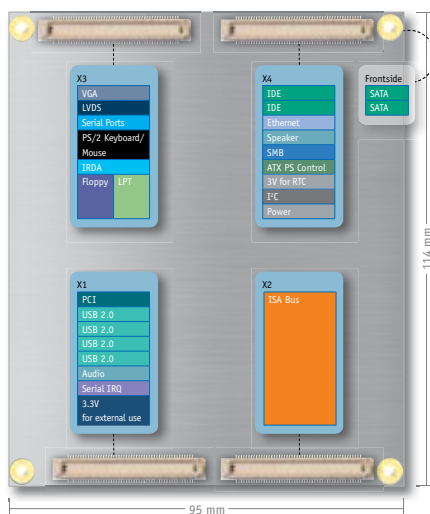 X3
VGA
LVDS
Serial Ports
PS/2 Keyboard/
Mouse
IRDA
Floppy LPT
X4
IDE
IDE
Ethernet
Speaker
SMB
ATX PS Control
3V for RTC
I²C
Power
Frontside
SATA
SATA
X1
PCI
USB 2.0
USB 2.0
USB 2.0
USB 2.0
Audio
Serial IRQ
3.3V
for external use
X2
ISA Bus
114 mm
95 mm